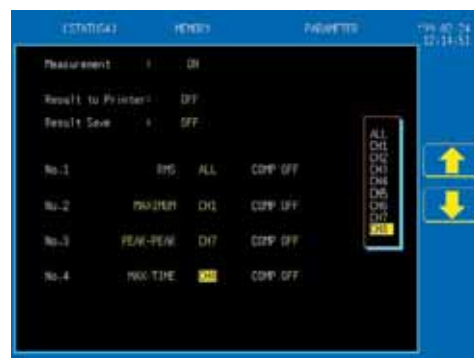 [STATUS4] MEMORY PARAMETER '99-02-24
12:14:51
Measurement : ON
Result to Printer: OFF
Result Save : OFF
No.1 RMS ALL COMP OFF
No.2 MAXIMUM CH1 COMP OFF
No.3 PEAK-PEAK CH7 COMP OFF
No.4 MAX-TIME CH8 COMP OFF
ALL
CH1
CH2
CH3
CH4
CH5
CH6
CH7
CH8